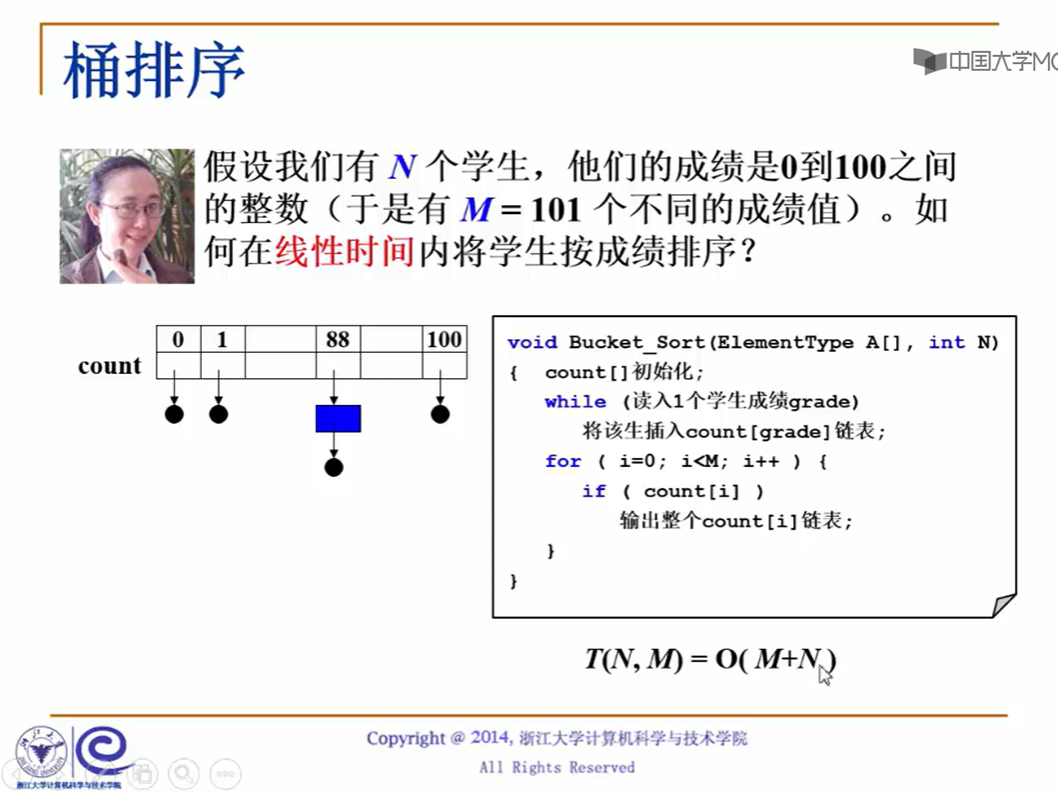 桶排序
中国大学MO
假设我们有 N 个学生，他们的成绩是0到100之间
的整数（于是有 M = 101 个不同的成绩值）。如
何在线性时间内将学生按成绩排序？
0 1 88 100
count
void Bucket_Sort(ElementType A[], int N)
{ count[]初始化;
while (读入1个学生成绩grade)
将该生插入count[grade]链表;
for ( i=0; i<M; i++ ) {
if ( count[i] )
输出整个count[i]链表;
}
}
T(N, M) = O( M+N )
Copyright @ 2014, 浙江大学计算机科学与技术学院
All Rights Reserved
浙江大学计算机科学与技术学院